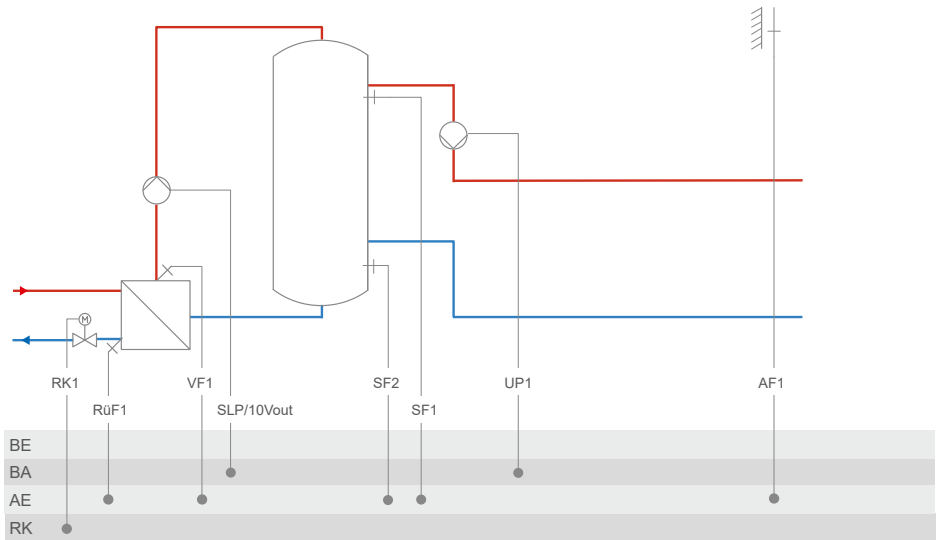 M
RK1
VF1
SF2
UP1
AF1
RüF1
SLP/10Vout
SF1
BE
BA
AE
RK